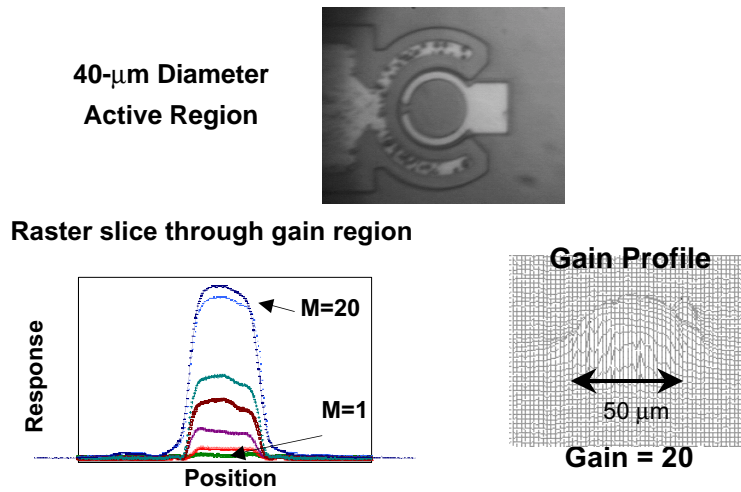 40-μm Diameter
Active Region
Raster slice through gain region
Gain Profile
M=20
Response
M=1
50 μm
Position
Gain = 20